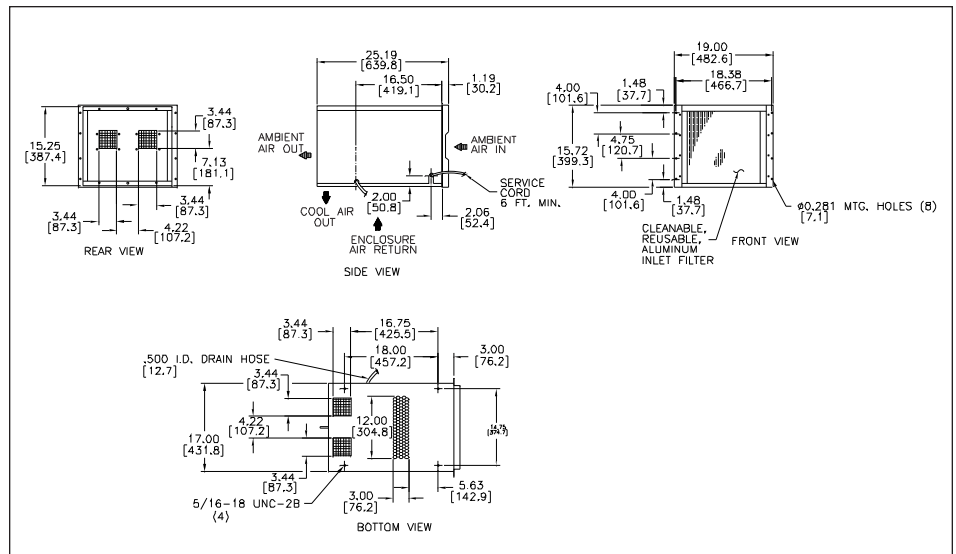 3.44
[87.3]
15.25
[387.4]
7.13
[181.1]
3.44
[87.3]
3.44
[87.3]
4.22
[107.2]
REAR VIEW
25.19
[639.8]
16.50
[419.1]
1.19
[30.2]
AMBIENT
AIR OUT
AMBIENT
AIR IN
2.00
[50.8]
SERVICE
CORD
6 FT. MIN.
2.06
[52.4]
COOL AIR
OUT
ENCLOSURE
AIR RETURN
SIDE VIEW
19.00
[482.6]
18.38
[466.7]
4.00
[101.6]
1.48
[37.7]
4.75
[120.7]
15.72
[399.3]
4.00
[101.6]
1.48
[37.7]
ø0.281 MTG. HOLES (8)
[7.1]
CLEANABLE,
REUSABLE,
ALUMINUM
INLET FILTER
FRONT VIEW
3.44
[87.3]
16.75
[425.5]
18.00
[457.2]
3.00
[76.2]
.500 I.D. DRAIN HOSE
[12.7]
3.44
[87.3]
4.22
[107.2]
17.00
[431.8]
12.00
[304.8]
14.75
[374.7]
3.44
[87.3]
5.63
[142.9]
3.00
[76.2]
5/16-18 UNC-2B
(4)
BOTTOM VIEW